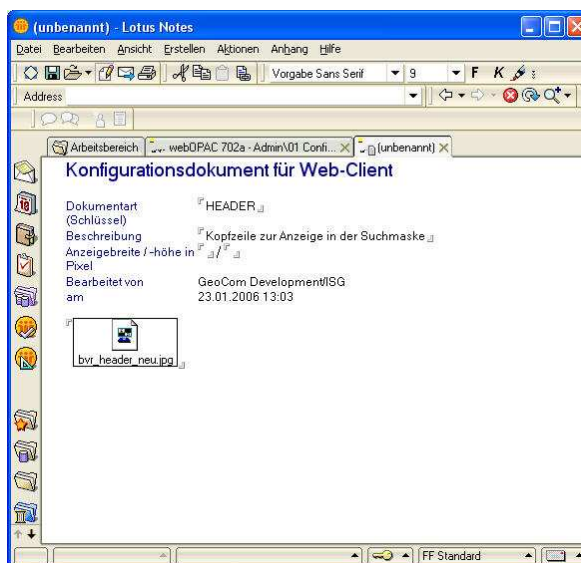 (unbenannt) - Lotus Notes
Datei Bearbeiten Ansicht Erstellen Aktionen Anhang Hilfe
Vorgabe Sans Serif 9 F K
Address
Arbeitsbereich webOPAC 702a - Admin\01 Confi... (unbenannt)
Konfigurationsdokument für Web-Client
Dokumentart HEADER
(Schlüssel)
Beschreibung Kopfzeile zur Anzeige in der Suchmaske
Anzeigebreite / -höhe in /
Pixel
Bearbeitet von GeoCom Development/ISG
am 23.01.2006 13:03
bvr_header_neu.jpg
FF Standard